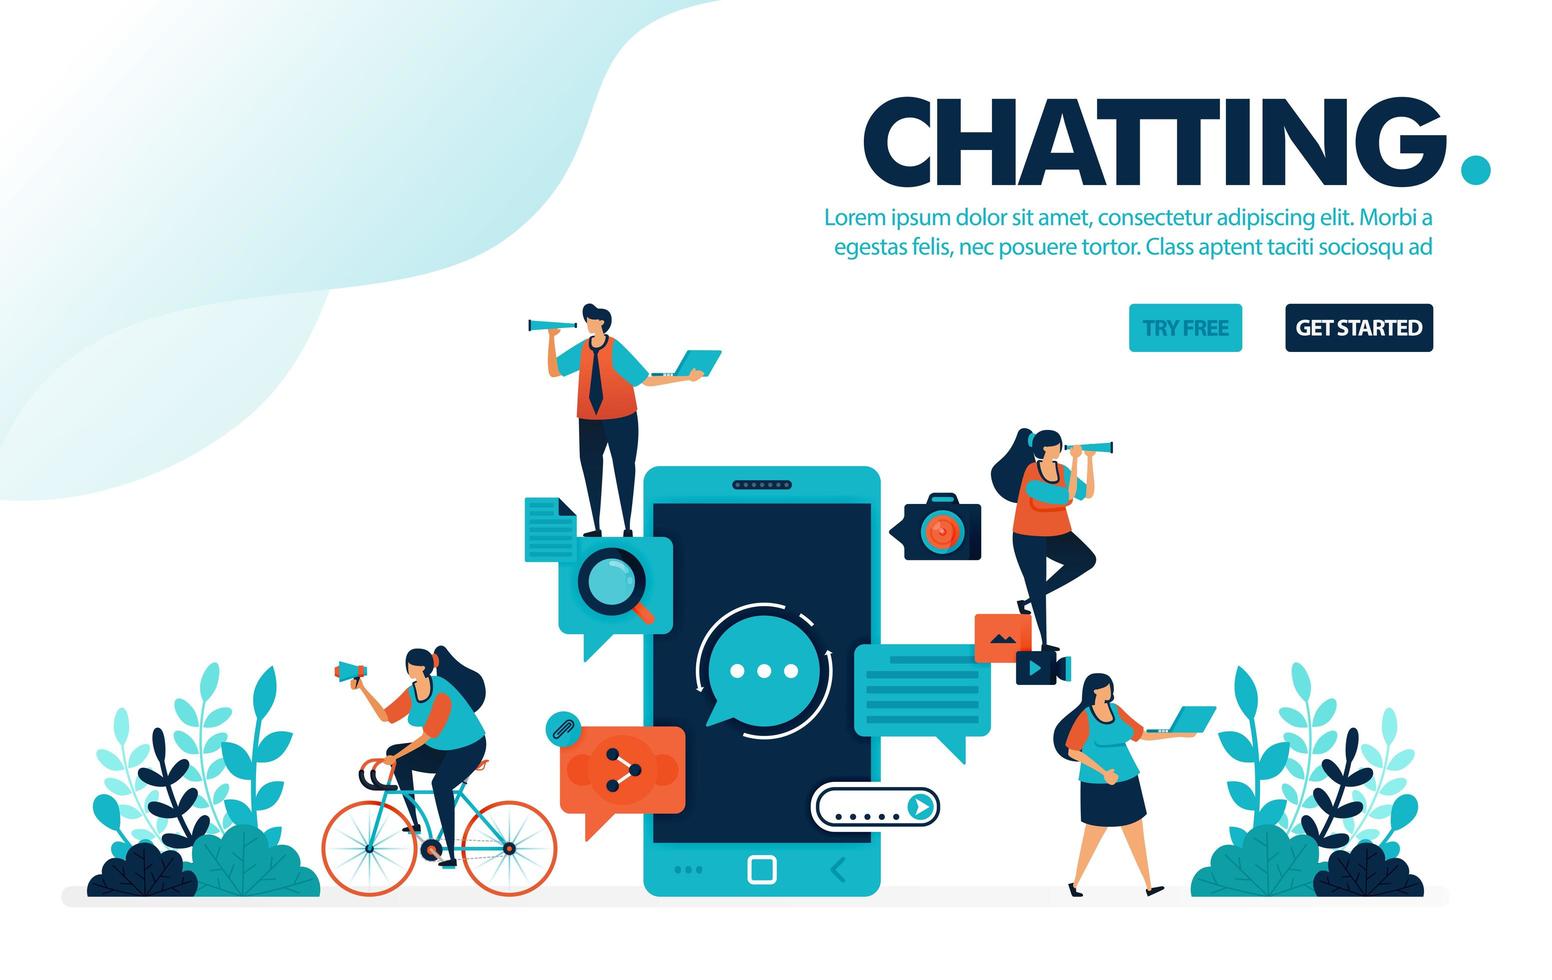 CHATTING.
Lorem ipsum dolor sit amet, consectetur adipiscing elit. Morbi a
egestas felis, nec posuere tortor. Class aptent taciti sociosqu ad
TRY FREE
GET STARTED